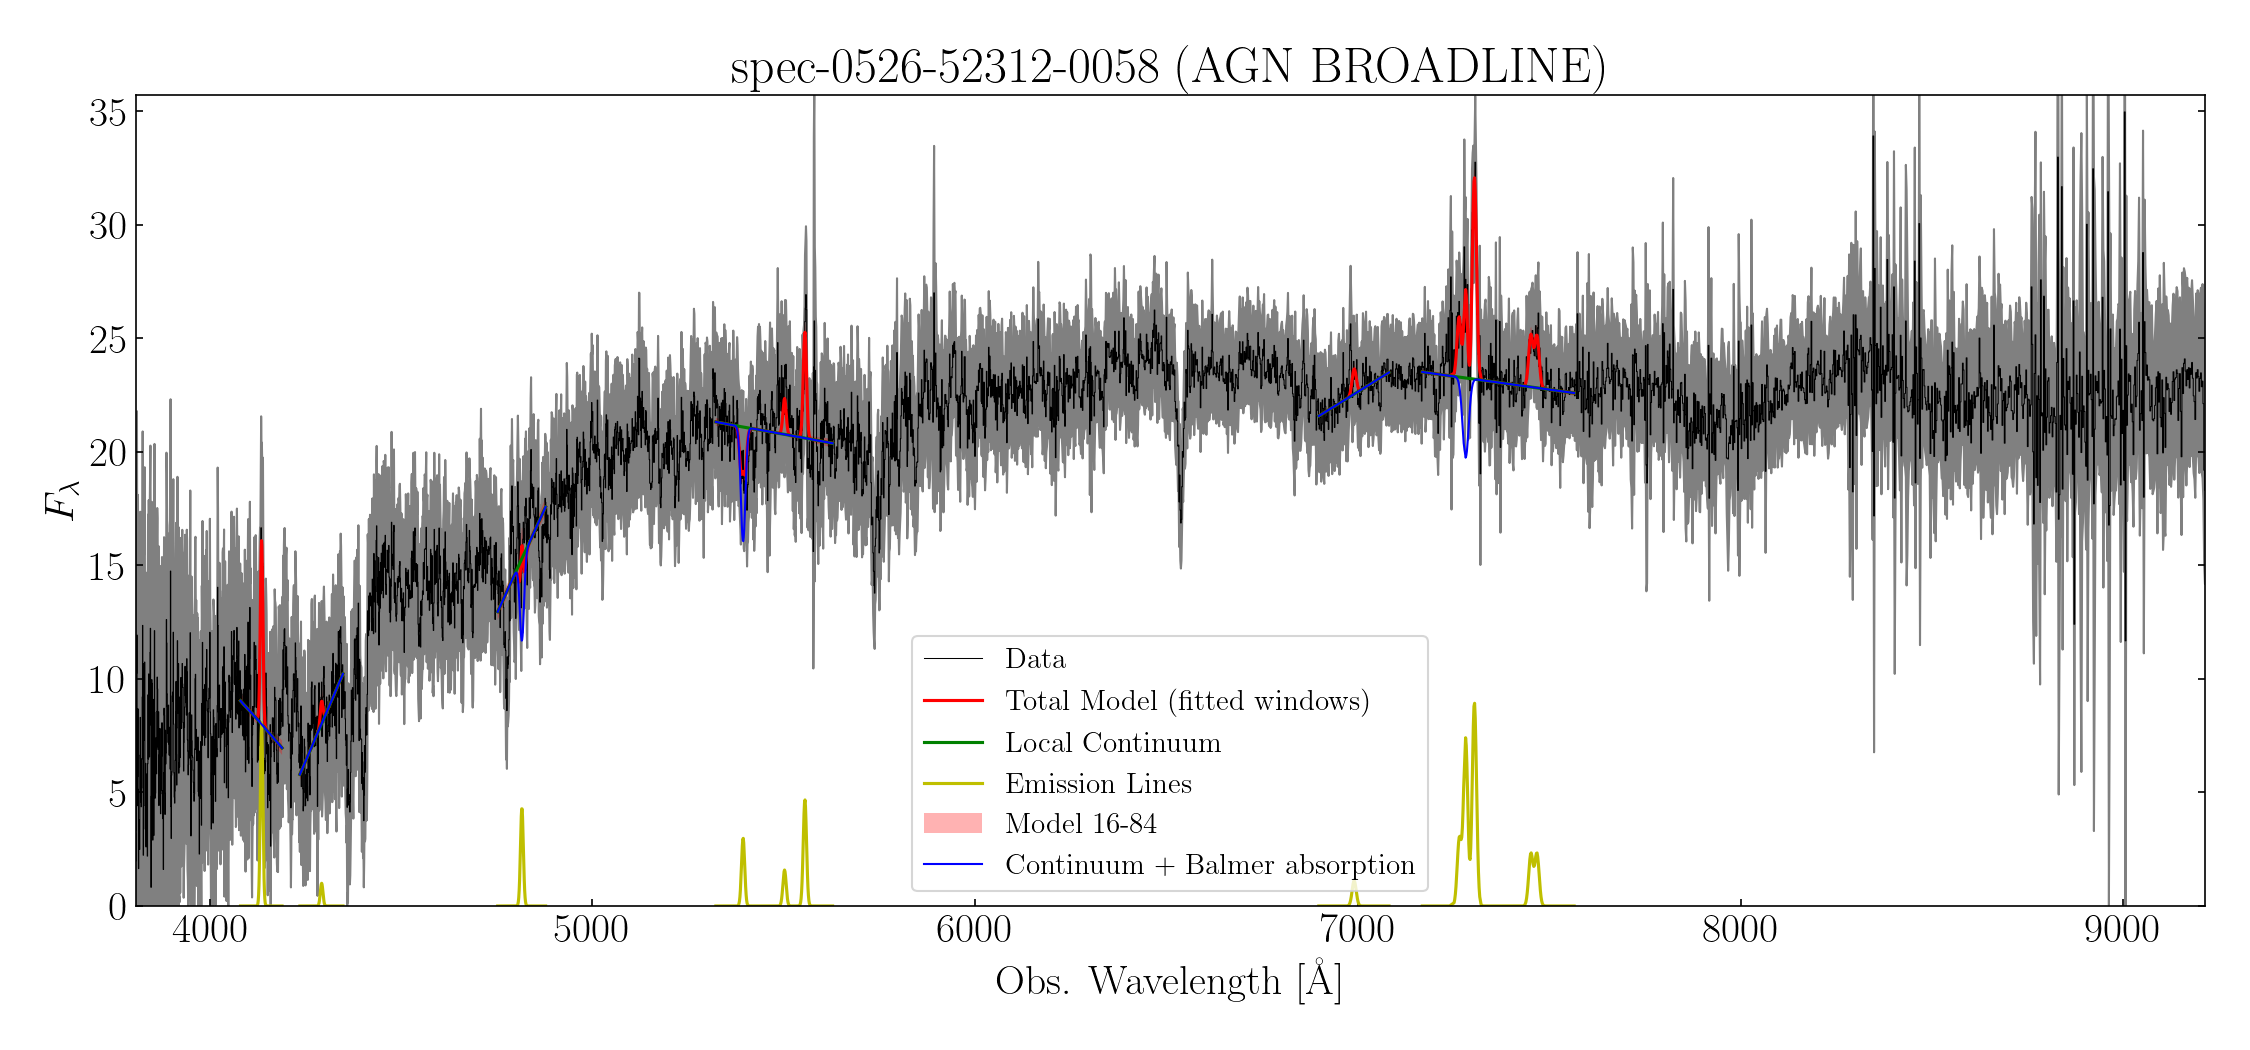 spec-0526-52312-0058 (AGN BROADLINE)
35
30
25
20
15
10
5
0
F_λ
Data
Total Model (fitted windows)
Local Continuum
Emission Lines
Model 16-84
Continuum + Balmer absorption
4000 5000 6000 7000 8000 9000
Obs. Wavelength [Å]